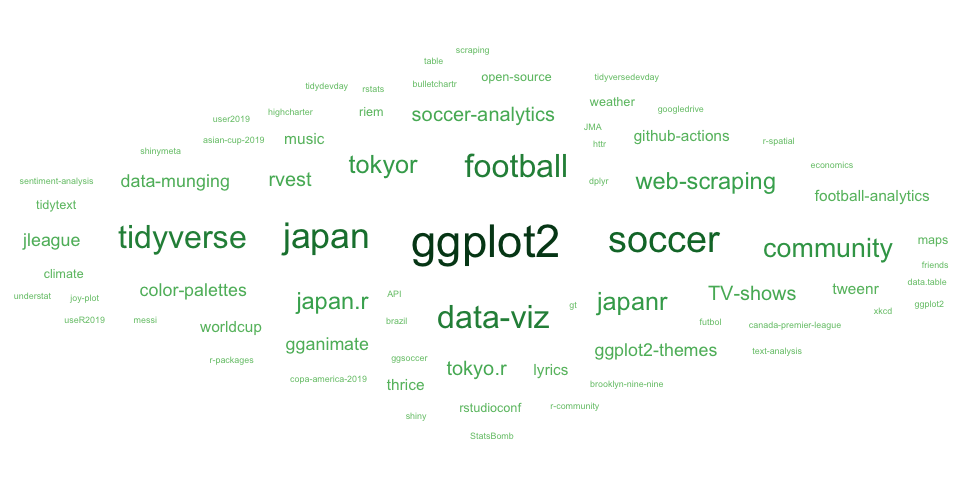 scraping
table
open-source
tidyversedevday
tidydevday
rstats
bulletchartr
weather
googledrive
highcharter
riem
soccer-analytics
user2019
JMA
github-actions
asian-cup-2019
music
httr
r-spatial
shinymeta
tokyor
football
economics
sentiment-analysis
data-munging
rvest
dplyr
web-scraping
football-analytics
tidytext
jleague
tidyverse
japan
ggplot2
soccer
community
maps
climate
friends
understat
joy-plot
color-palettes
japan.r
API
data-viz
gt
japanr
TV-shows
tweenr
data.table
ggplot2
useR2019
messi
worldcup
brazil
futbol
canada-premier-league
xkcd
r-packages
gganimate
ggsoccer
ggplot2-themes
text-analysis
copa-america-2019
thrice
tokyo.r
lyrics
brooklyn-nine-nine
shiny
rstudioconf
r-community
StatsBomb